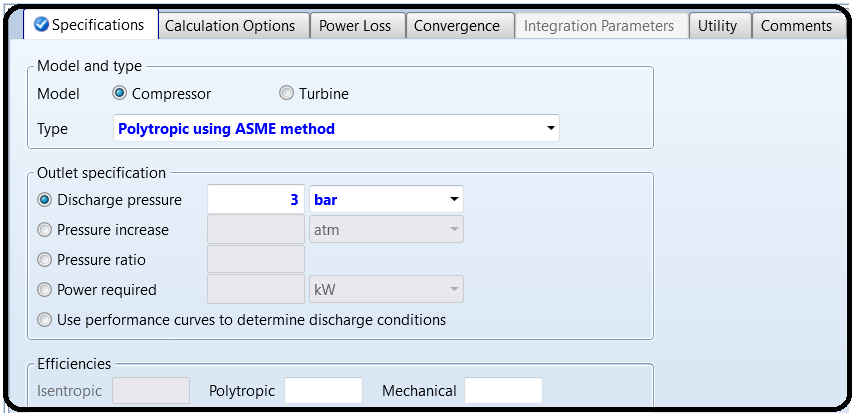 Specifications Calculation Options Power Loss Convergence Integration Parameters Utility Comments
Model and type
Model Compressor Turbine
Type Polytropic using ASME method
Outlet specification
Discharge pressure 3 bar
Pressure increase atm
Pressure ratio
Power required kW
Use performance curves to determine discharge conditions
Efficiencies
Isentropic Polytropic Mechanical